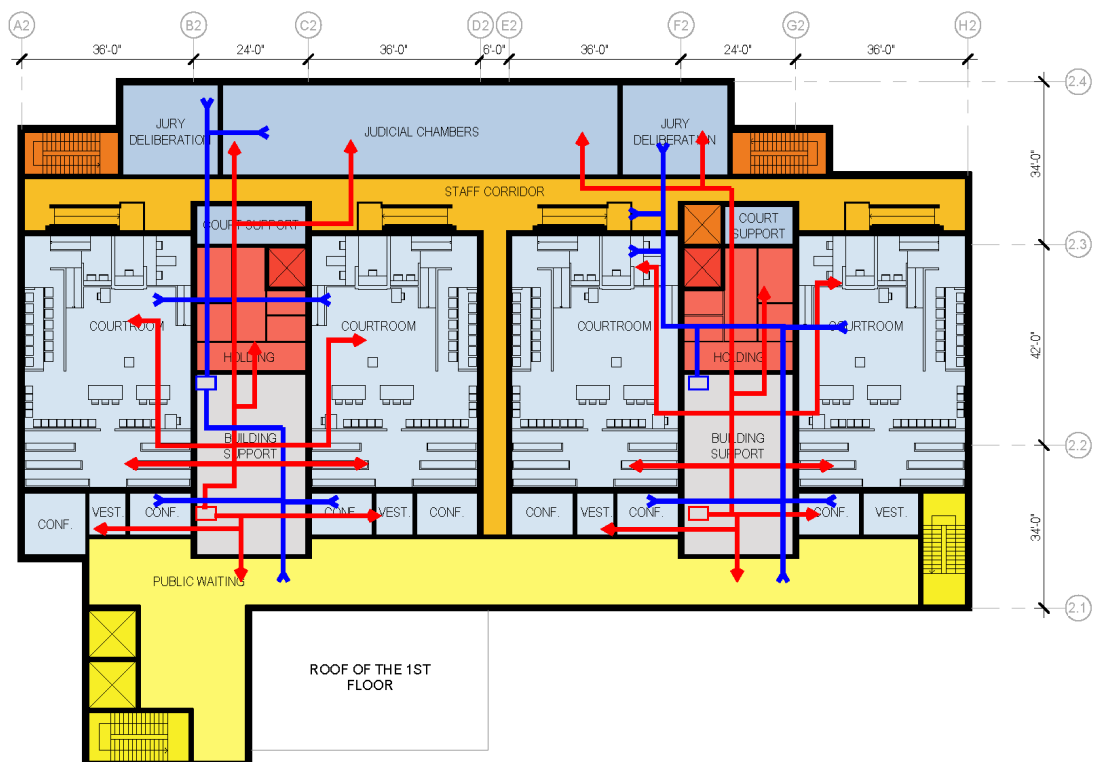 A2 B2 C2 D2 E2 F2 G2 H2
36'-0" 24'-0" 36'-0" 6'-0" 36'-0" 24'-0" 36'-0"
2.4
JURY
DELIBERATION
JUDICIAL CHAMBERS
JURY
DELIBERATION
34'-0"
STAFF CORRIDOR
COURT SUPPORT
COURT
SUPPORT
2.3
COURTROOM
COURTROOM
COURTROOM
COURTROOM
42'-0"
HOLDING
HOLDING
BUILDING
SUPPORT
BUILDING
SUPPORT
2.2
CONF. VEST. CONF. CONF. VEST. CONF. CONF. VEST. CONF. CONF. VEST.
34'-0"
PUBLIC WAITING
2.1
ROOF OF THE 1ST
FLOOR